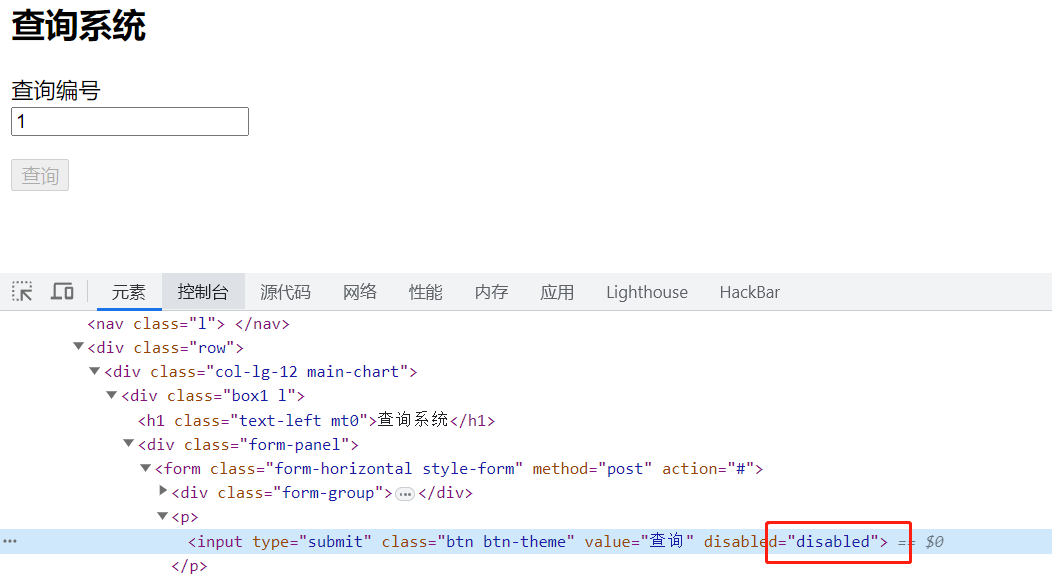 查询系统
查询编号
1
查询
元素 控制台 源代码 网络 性能 内存 应用 Lighthouse HackBar
<nav class="l"> </nav>
▼<div class="row">
▼<div class="col-lg-12 main-chart">
▼<div class="box1 l">
<h1 class="text-left mt0">查询系统</h1>
▼<div class="form-panel">
▼<form class="form-horizontal style-form" method="post" action="#">
▶<div class="form-group">…</div>
▼<p>
… <input type="submit" class="btn btn-theme" value="查询" disabled="disabled"> == $0
</p>